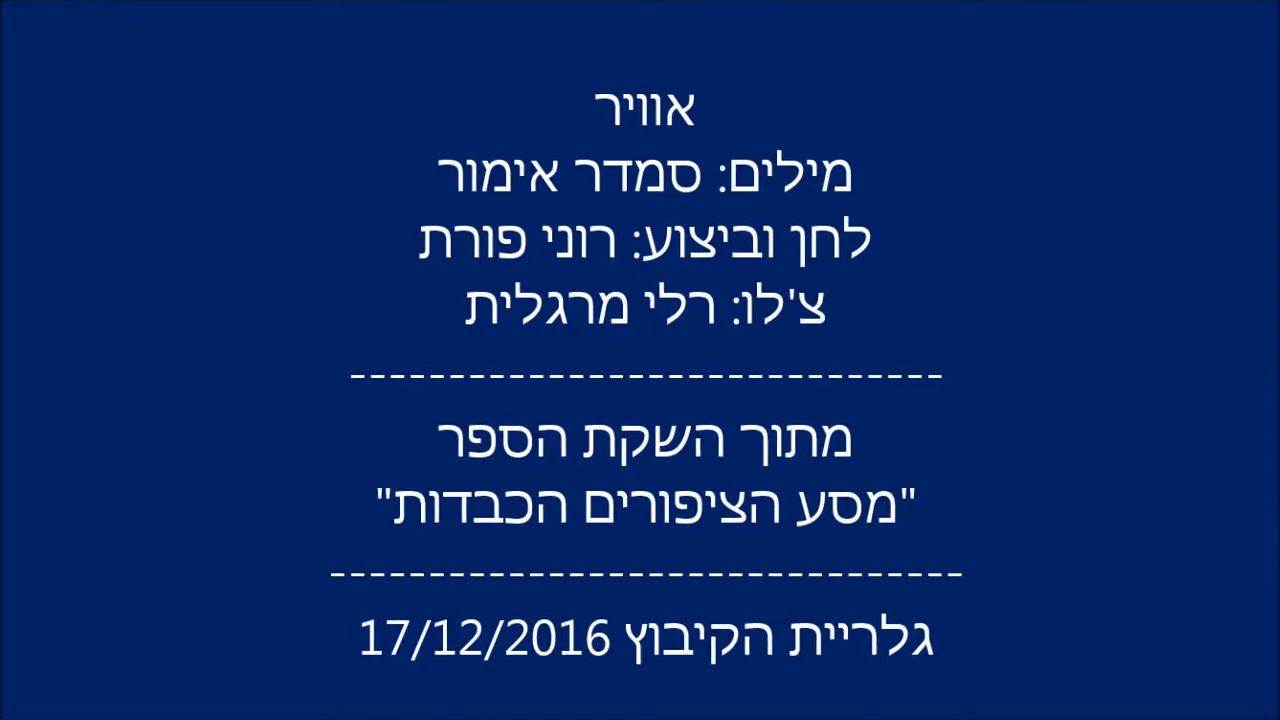 אוויר
מילים: סמדר אימור
לחן וביצוע: רוני פורת
צ'לו: רלי מרגלית
------------------------------
מתוך השקת הספר
"מסע הציפורים הכבדות"
--------------------------------
גלריית הקיבוץ 17/12/2016